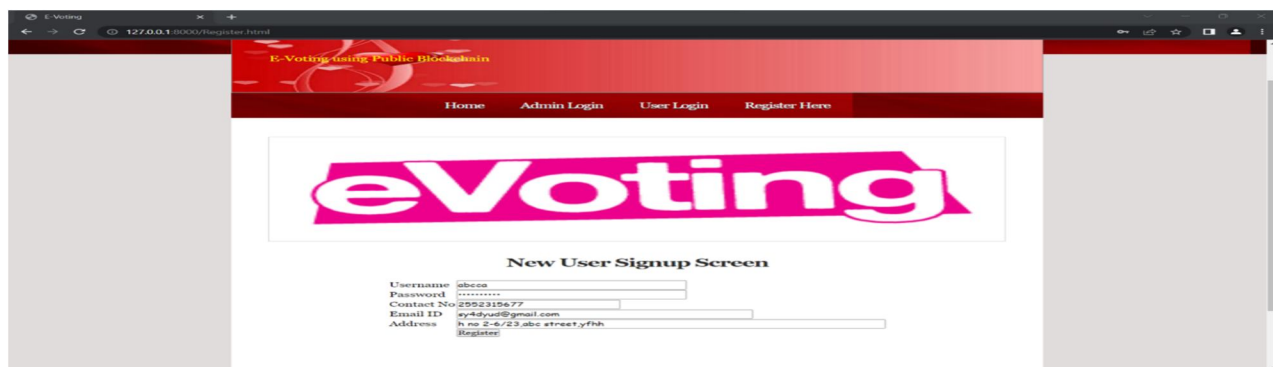 E-Voting
127.0.0.1:8000/Register.html
E-Voting using Public Blockchain
Home Admin Login User Login Register Here
eVoting
New User Signup Screen
Username abcca
Password ••••••••••
Contact No 2552315677
Email ID sy4dyud@gmail.com
Address h no 2-6/23,abc street,yfhh
Register